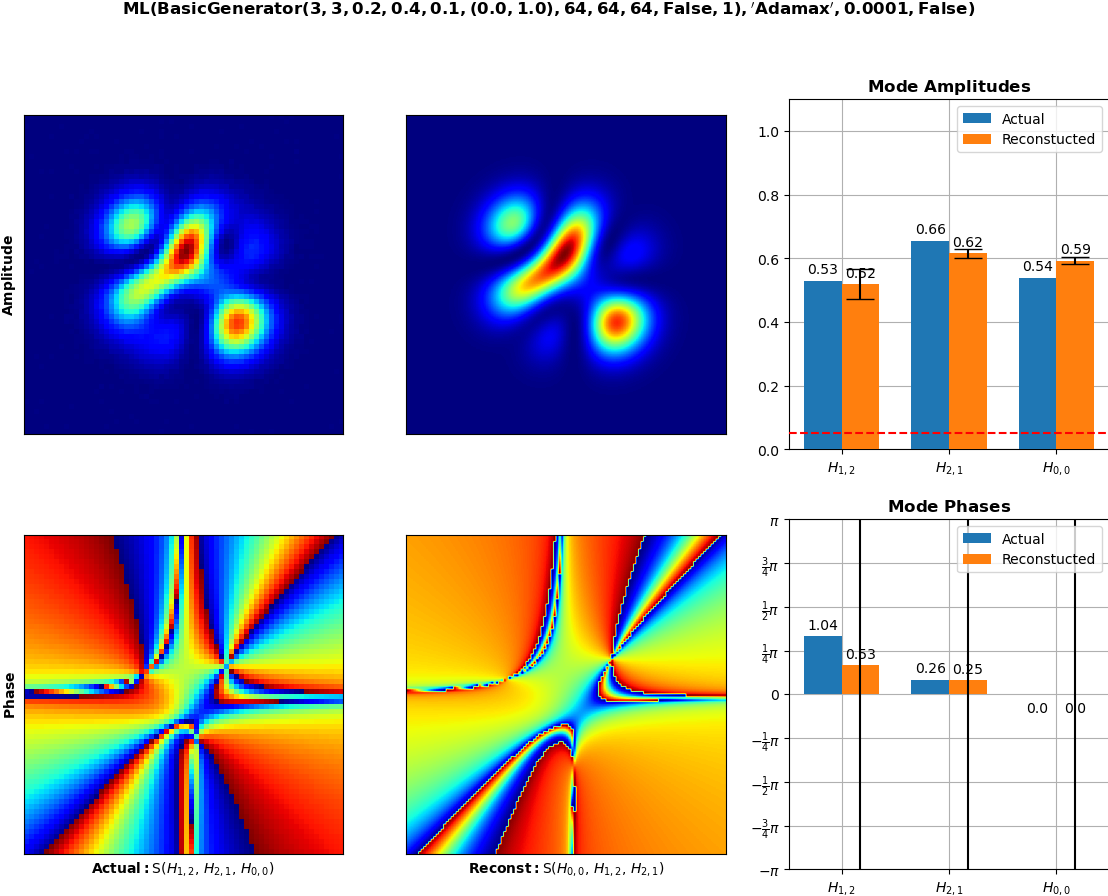 ML(BasicGenerator(3, 3, 0.2, 0.4, 0.1, (0.0, 1.0), 64, 64, 64, False, 1), ′Adamax′, 0.0001, False)
Amplitude
Mode Amplitudes
Actual
Reconstucted
1.0
0.8
0.6
0.4
0.2
0.0
0.53
0.52
0.66
0.62
0.54
0.59
H1, 2
H2, 1
H0, 0
Phase
Actual: S(H1, 2, H2, 1, H0, 0)
Reconst: S(H0, 0, H1, 2, H2, 1)
Mode Phases
Actual
Reconstucted
π
3/4π
1/2π
1/4π
0
−1/4π
−1/2π
−3/4π
−π
1.04
0.53
0.26
0.25
0.0
0.0
H1, 2
H2, 1
H0, 0